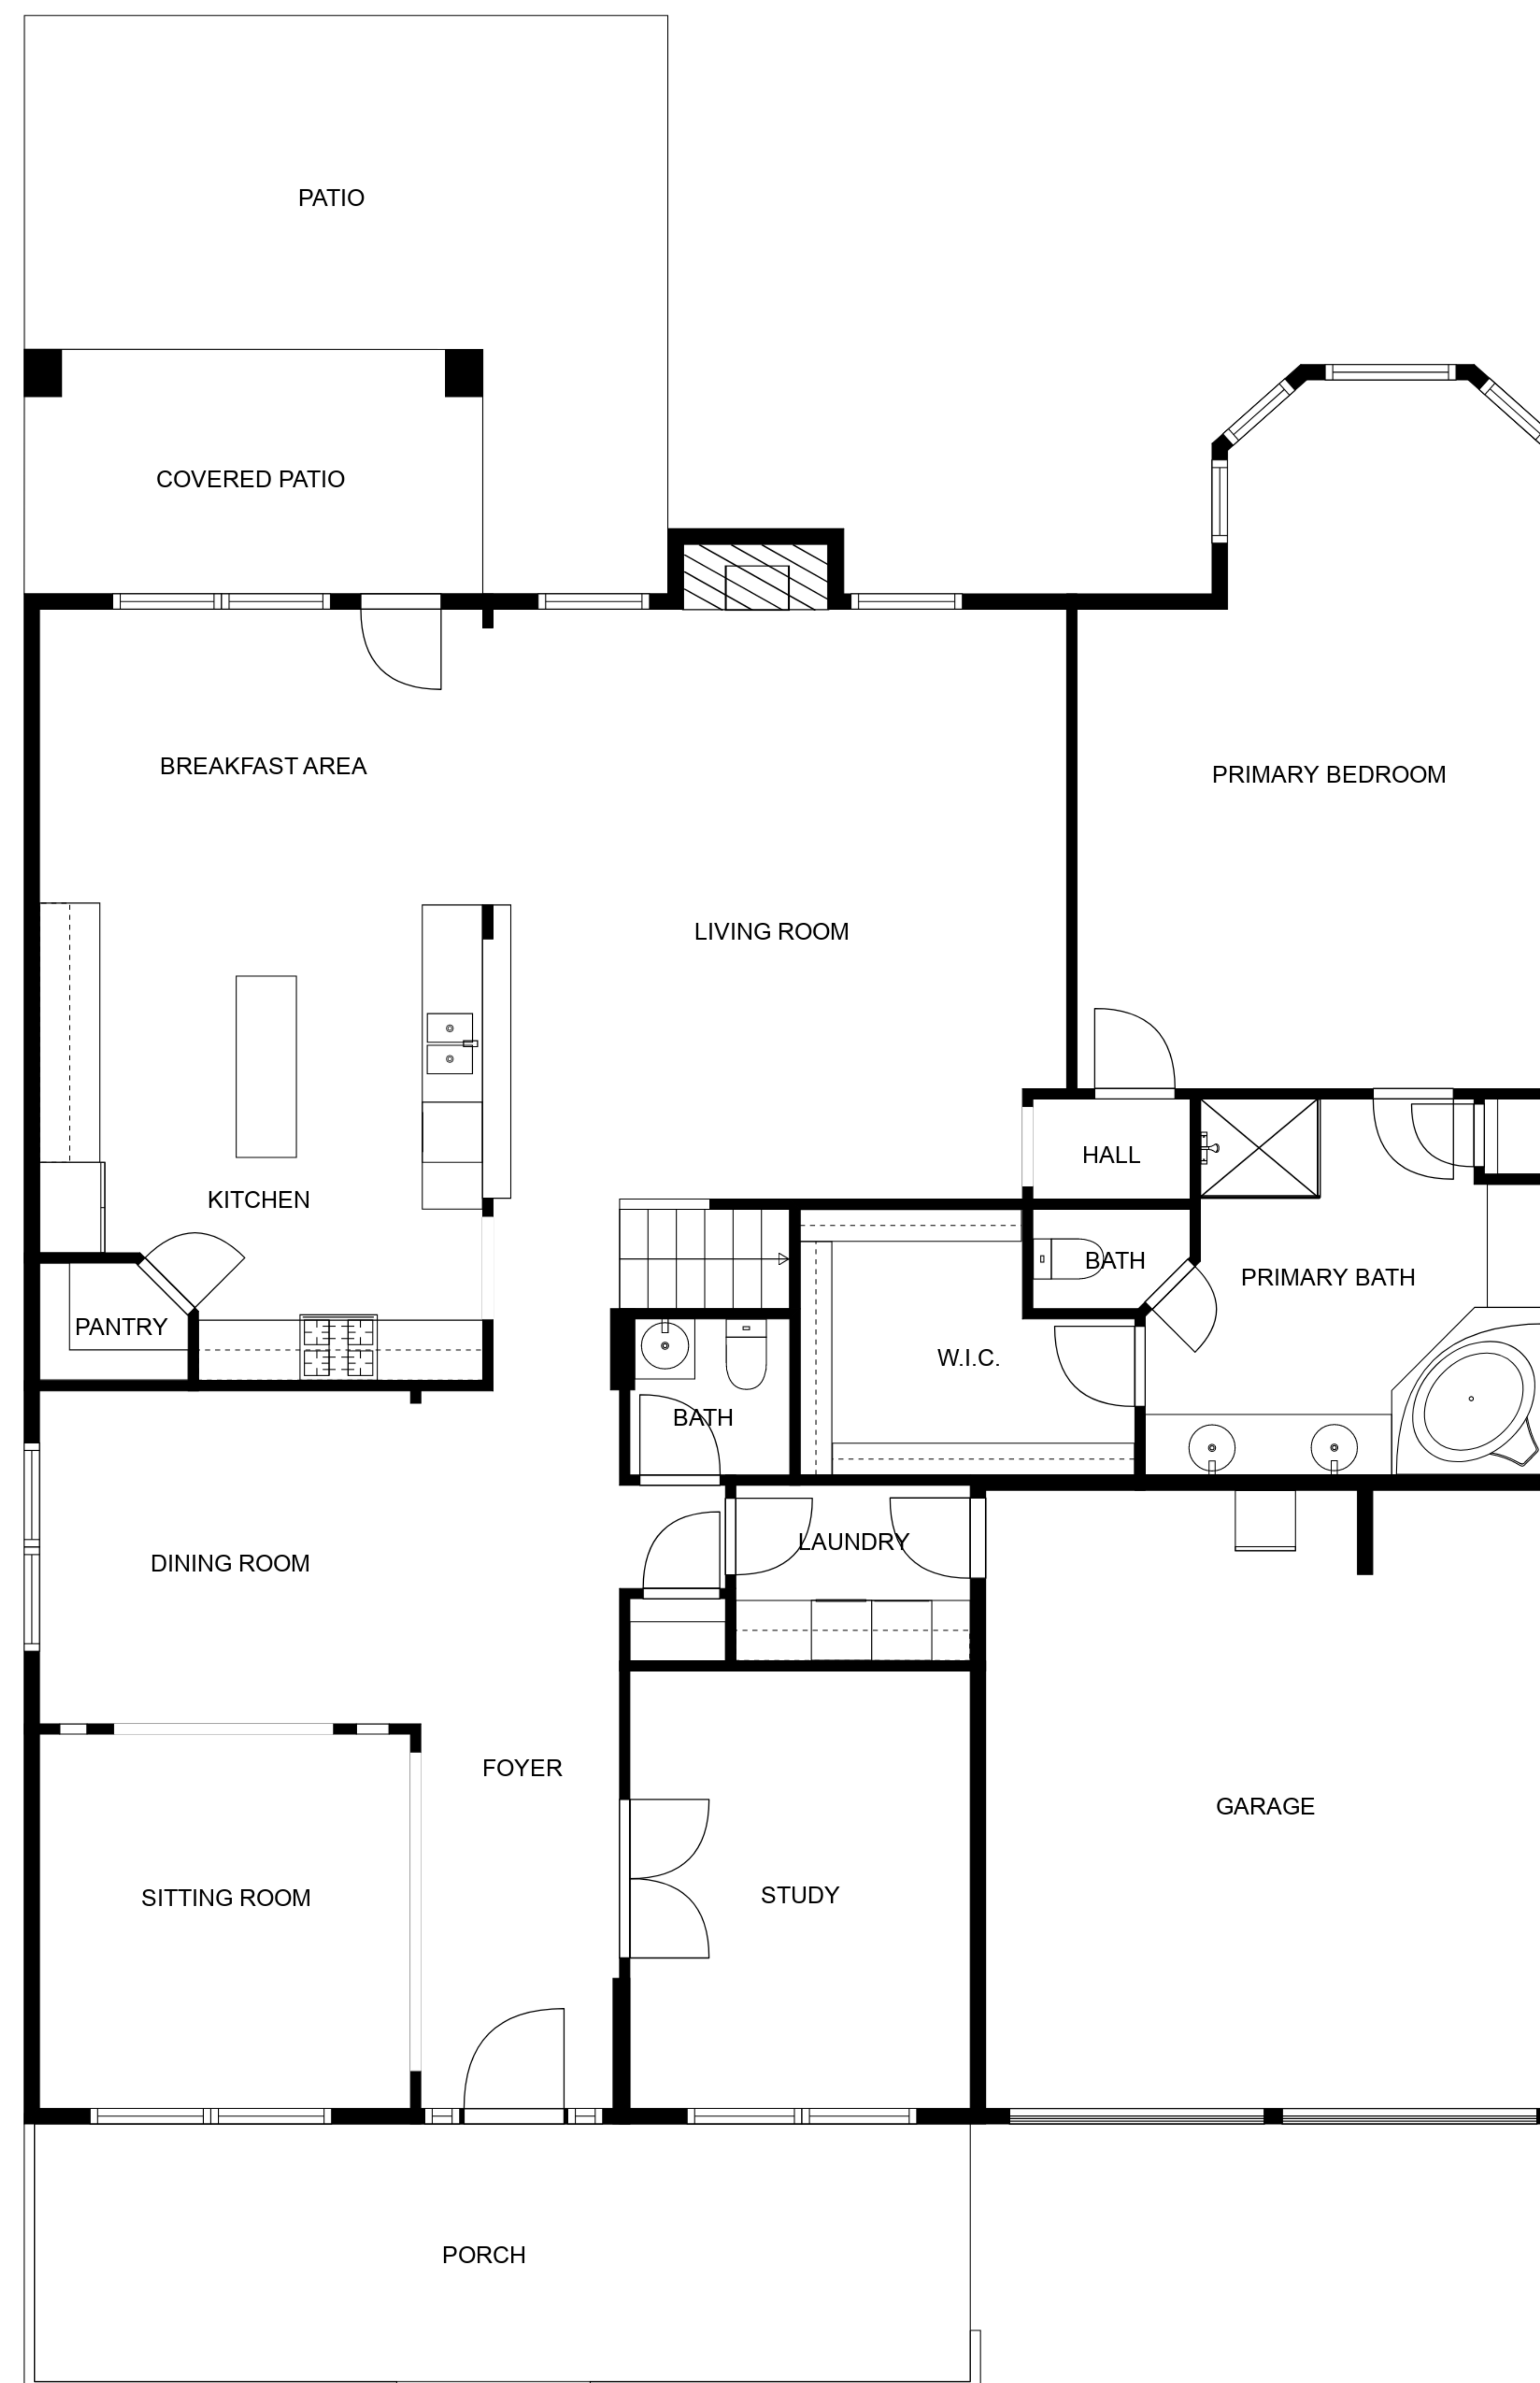 PATIO
COVERED PATIO
BREAKFAST AREA
PRIMARY BEDROOM
LIVING ROOM
HALL
KITCHEN
BATH
PRIMARY BATH
PANTRY
W.I.C.
BATH
LAUNDRY
DINING ROOM
FOYER
GARAGE
STUDY
SITTING ROOM
PORCH